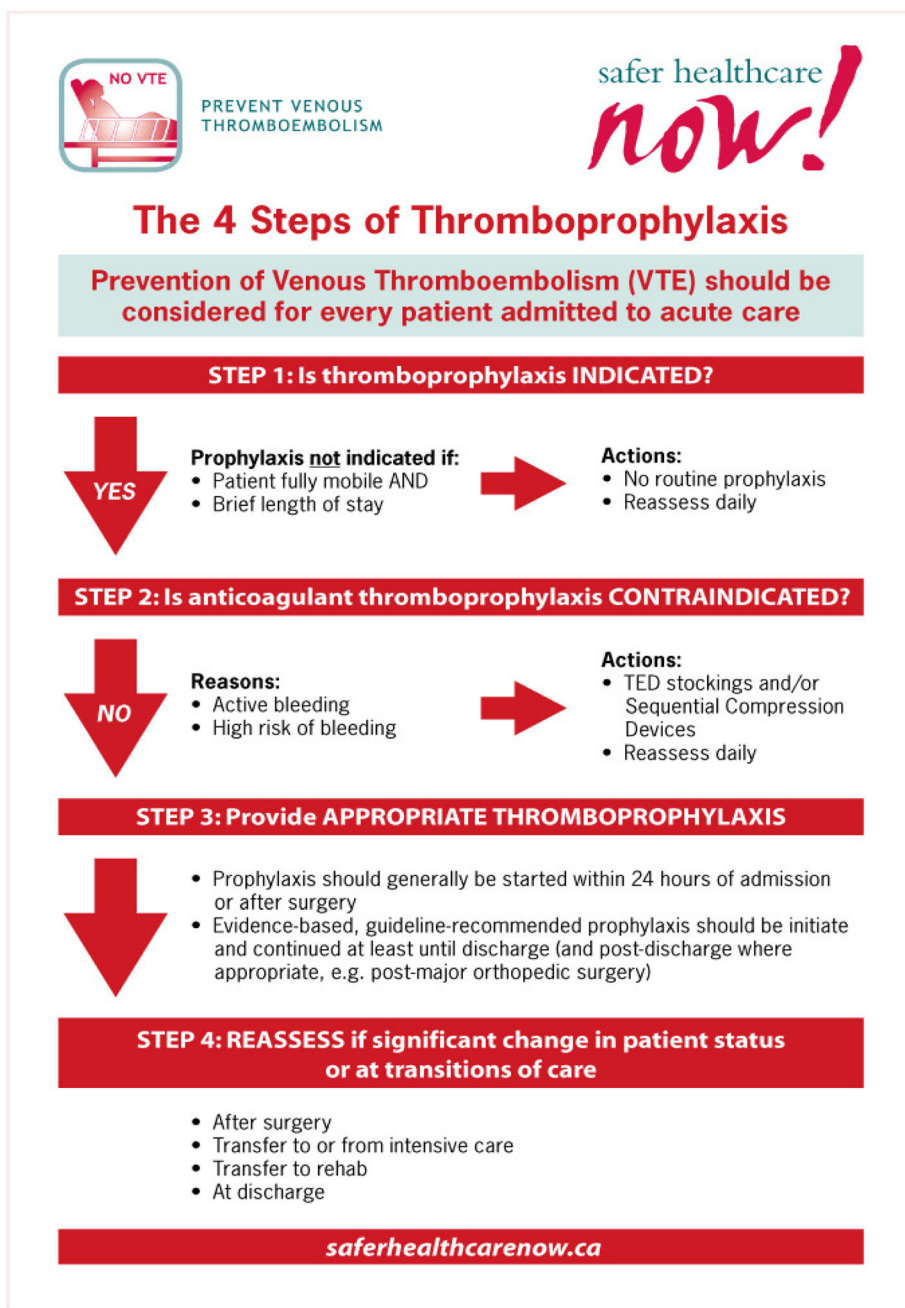 NO VTE
PREVENT VENOUS
THROMBOEMBOLISM
safer healthcare
now!
The 4 Steps of Thromboprophylaxis
Prevention of Venous Thromboembolism (VTE) should be
considered for every patient admitted to acute care
STEP 1: Is thromboprophylaxis INDICATED?
YES
Prophylaxis not indicated if:
• Patient fully mobile AND
• Brief length of stay
Actions:
• No routine prophylaxis
• Reassess daily
STEP 2: Is anticoagulant thromboprophylaxis CONTRAINDICATED?
NO
Reasons:
• Active bleeding
• High risk of bleeding
Actions:
• TED stockings and/or
Sequential Compression
Devices
• Reassess daily
STEP 3: Provide APPROPRIATE THROMBOPROPHYLAXIS
• Prophylaxis should generally be started within 24 hours of admission
or after surgery
• Evidence-based, guideline-recommended prophylaxis should be initiate
and continued at least until discharge (and post-discharge where
appropriate, e.g. post-major orthopedic surgery)
STEP 4: REASSESS if significant change in patient status
or at transitions of care
• After surgery
• Transfer to or from intensive care
• Transfer to rehab
• At discharge
saferhealthcarenow.ca